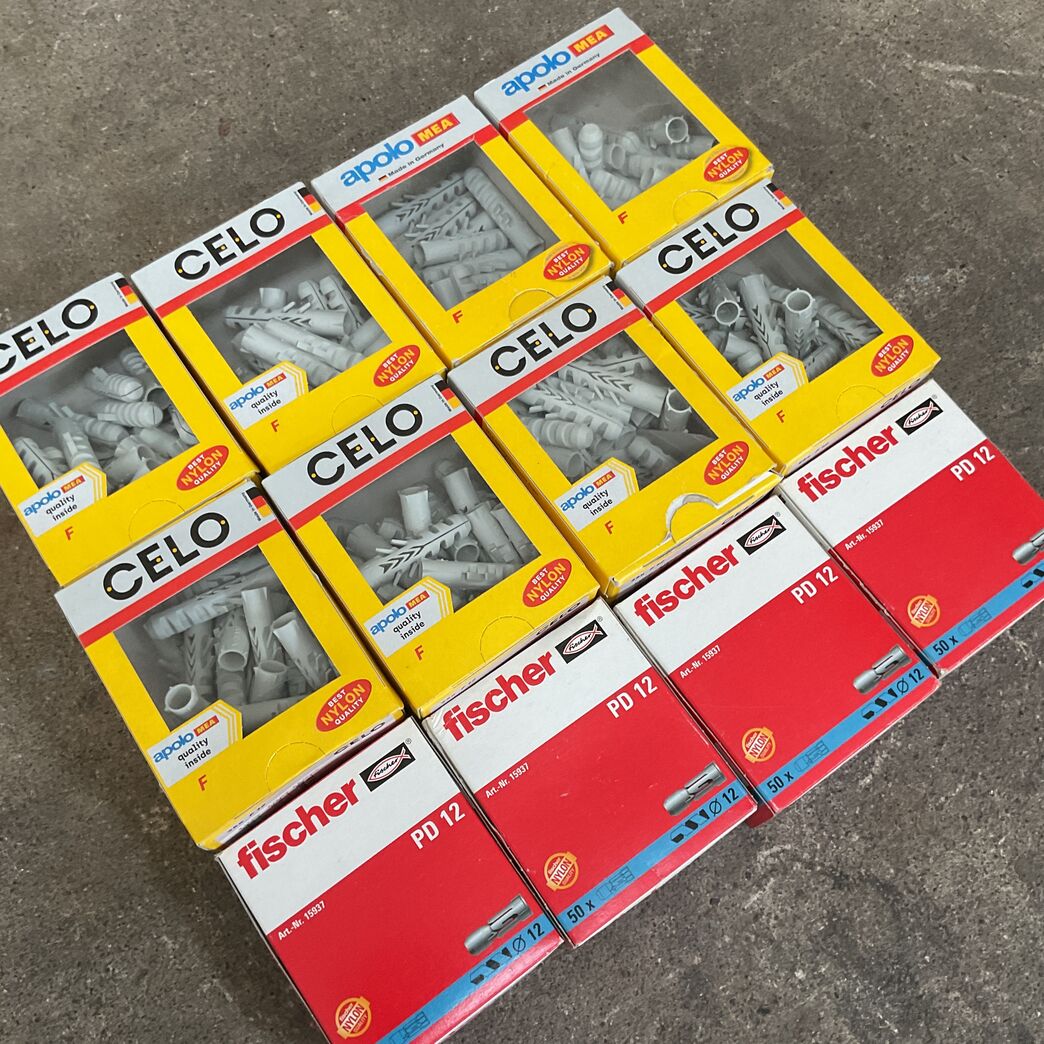 apolo MEA
Made in Germany
BEST
NYLON
QUALITY
F
apolo MEA
Made in Germany
BEST
NYLON
QUALITY
F
CELO
apolo MEA
quality
inside
BEST
NYLON
QUALITY
F
CELO
apolo MEA
quality
inside
BEST
NYLON
QUALITY
F
CELO
apolo MEA
quality
inside
BEST
NYLON
QUALITY
F
CELO
apolo MEA
quality
inside
BEST
NYLON
QUALITY
F
CELO
apolo MEA
quality
inside
BEST
NYLON
QUALITY
F
CELO
apolo MEA
quality
inside
BEST
NYLON
QUALITY
F
fischer
PD 12
Art.-Nr. 15937
NYLON
Ø 12
fischer
PD 12
Art.-Nr. 15937
NYLON
50 x
Ø 12
fischer
PD 12
Art.-Nr. 15937
NYLON
50 x
Ø 12
fischer
PD 12
Art.-Nr. 15937
NYLON
50 x